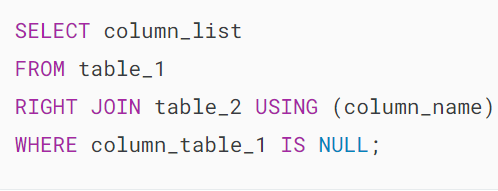 SELECT column_list
FROM table_1
RIGHT JOIN table_2 USING (column_name)
WHERE column_table_1 IS NULL;